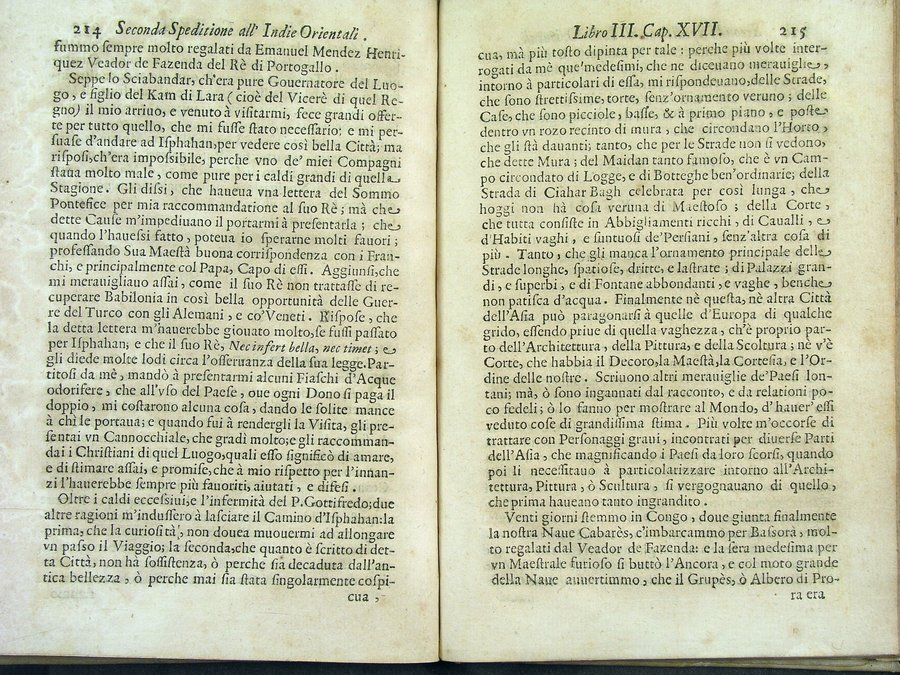 214 Seconda Speditione all' Indie Orientali.
fummo sempre molto regalati da Emanuel Mendez Henri-
quez Veador de Fazenda del Rè di Portogallo.
Seppe lo Sciabandar, ch'era pure Gouernatore del Luo-
go, e figlio del Kam di Lara (cioè del Vicerè di quel Re-
gno) il mio arriuo, e venuto à visitarmi, fece grandi offer-
te per tutto quello, che mi fusse stato necessario: e mi per-
suase d'andare ad Isphahan, per vedere così bella Città; ma
risposi, ch'era impossibile, perche vno de' miei Compagni
staua molto male, come pure per i caldi grandi di quella
Stagione. Gli dissi, che haueua vna lettera del Sommo
Pontefice per mia raccommandatione al suo Rè; mà che
dette Cause m'impediuano il portarmi à presentarla; che
quando l'hauessi fatto, poteua io sperarne molti fauori;
professando Sua Maestà buona corrispondenza con i Fran-
chi, e principalmente col Papa, Capo di essi. Aggiunsi, che
mi merauigliauo assai, come il suo Rè non trattasse di re-
cuperare Babilonia in così bella opportunità delle Guer-
re del Turco con gli Alemani, e co'Veneti. Rispose, che
la detta lettera m'hauerebbe giouato molto, se fussi passato
per Isphahan; e che il suo Rè, Nec infert bella, nec timet; e
gli diede molte lodi circa l'osseruanza della sua legge. Par-
titosi da mè, mandò à presentarmi alcuni Fiaschi d'Acque
odorifere, che all'vso del Paese, oue ogni Dono si paga il
doppio, mi costarono alcuna cosa, dando le solite mance
à chi le portaua; e quando fui à rendergli la Visita, gli pre-
sentai vn Cannocchiale, che gradì molto; e gli raccomman-
dai i Christiani di quel Luogo, quali esso significò di amare,
e di stimare assai, e promise, che à mio rispetto per l'innan-
zi l'hauerebbe sempre più fauoriti, aiutati, e difesi.
Oltre i caldi eccessiui, e l'infermità del P. Gottifredo; due
altre ragioni m'indussero à lasciare il Camino d'Isphahan: la
prima, che la curiosità, non douea muouermi ad allongare
vn passo il Viaggio; la seconda, che quanto è scritto di det-
ta Città, non hà sossistenza, ò perche sia decaduta dall'an-
tica bellezza, ò perche mai sia stata singolarmente cospi-
cua,
Libro III. Cap. XVII. 215
cua, mà più tosto dipinta per tale: perche più volte inter-
rogati da mè que'medesimi, che ne diceuano merauiglie,
intorno à particolari di essa, mi rispondeuano, delle Strade,
che sono strettissime, torte, senz'ornamento veruno; delle
Case, che sono picciole, basse, & à primo piano, e poste
dentro vn rozo recinto di mura, che circondano l'Horto,
che gli stà dauanti; tanto, che per le Strade non si vedono,
che dette Mura; del Maidan tanto famoso, che è vn Cam-
po circondato di Logge, e di Botteghe ben'ordinarie; della
Strada di Ciahar Bagh celebrata per così lunga, che
hoggi non hà cosa veruna di Maestoso; della Corte,
che tutta consiste in Abbigliamenti ricchi, di Caualli, e
d'Habiti vaghi, e suntuosi de'Persiani, senz'altra cosa di
più. Tanto, che gli manca l'ornamento principale delle
Strade longhe, spatiose, dritte, e lastrate; di Palazzi gran-
di, e superbi, e di Fontane abbondanti, e vaghe, benche
non patisca d'acqua. Finalmente nè questa, nè altra Città
dell'Asia può paragonarsi à quelle d'Europa di qualche
grido, essendo priue di quella vaghezza, ch'è proprio par-
to dell'Architettura, della Pittura, e della Scoltura; nè v'è
Corte, che habbia il Decoro, la Maestà, la Cortesia, e l'Or-
dine delle nostre. Scriuono altri merauiglie de'Paesi lon-
tani; mà, ò sono ingannati dal racconto, e da relationi po-
co fedeli; ò lo fanno per mostrare al Mondo, d'hauer'essi
veduto cose di grandissima stima. Più volte m'occorse di
trattare con Personaggi graui, incontrati per diuerse Parti
dell'Asia, che magnificando i Paesi da loro scorsi, quando
poi li necessitauo à particolarizzare intorno all'Archi-
tettura, Pittura, ò Scultura, si vergognauano di quello,
che prima haueano tanto ingrandito.
Venti giorni stemmo in Congo, doue giunta finalmente
la nostra Naue Cabarès, c'imbarcammo per Bassorà, mol-
to regalati dal Veador de Fazenda: e la sera medesima per
vn Maestrale furioso si buttò l'Ancora, e col moto grande
della Naue auuertimmo, che il Grupès, ò Albero di Pro-
ra era